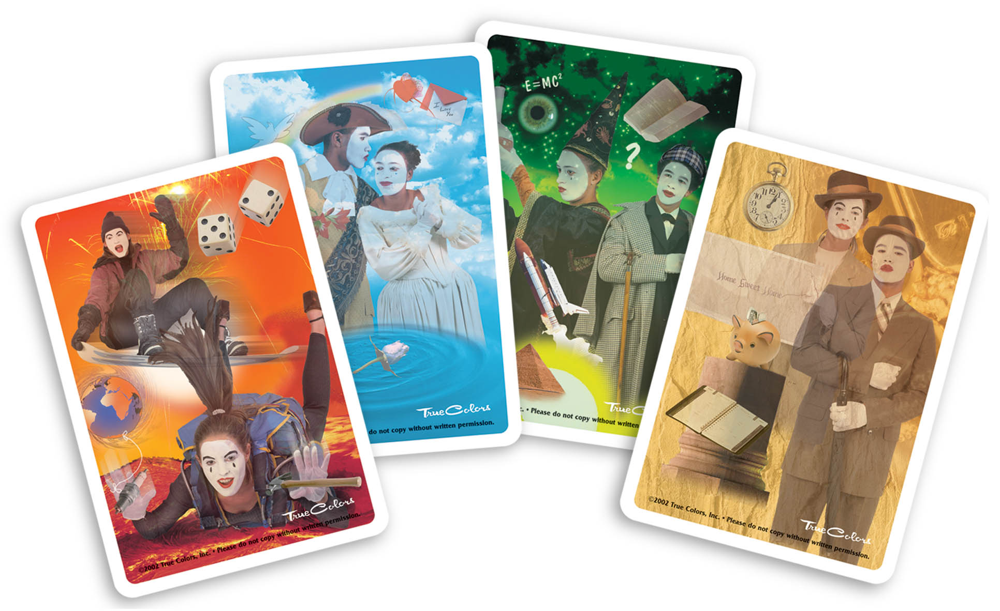 True Colors
©2002 True Colors, Inc. • Please do not copy without written permission.
I Love
You
True Colors
do not copy without written permission.
E=MC²
?
True C
c. • Please do not copy without written
12
Home Sweet Home
©2002 True Colors, Inc. • Please do not copy without written permission.
True Colors